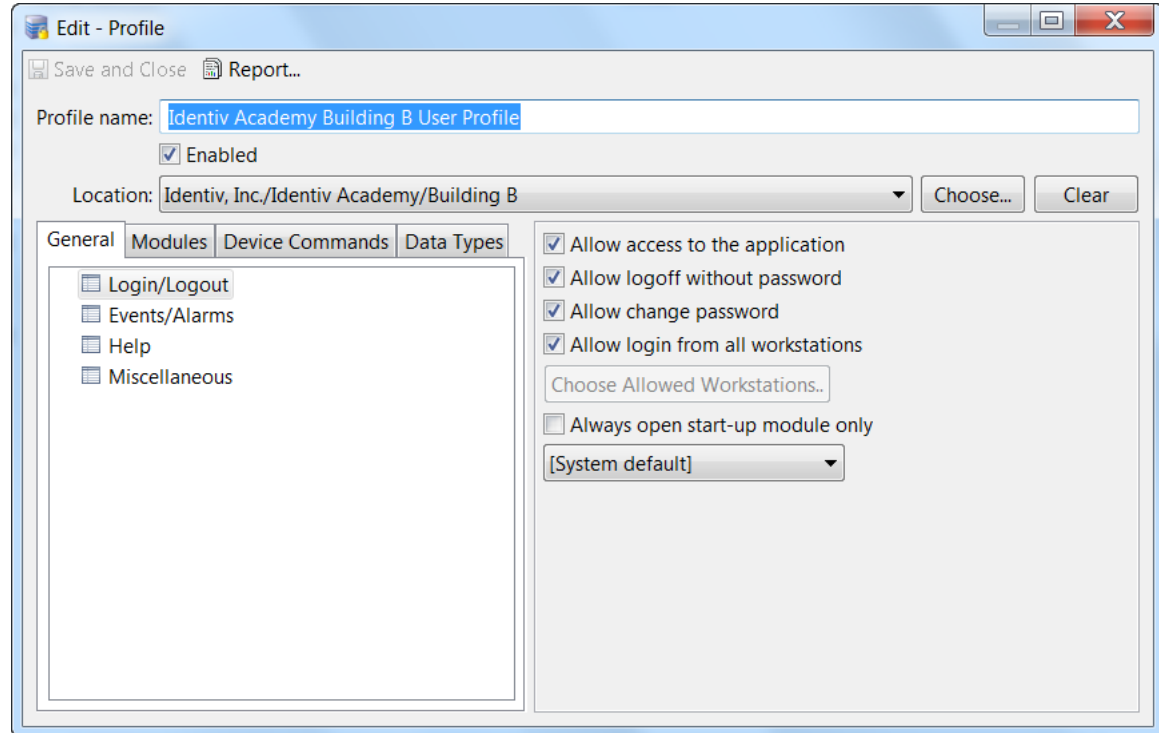 Edit - Profile
Save and Close Report...
Profile name: Identiv Academy Building B User Profile
Enabled
Location: Identiv, Inc./Identiv Academy/Building B Choose... Clear
General Modules Device Commands Data Types
Login/Logout
Events/Alarms
Help
Miscellaneous
Allow access to the application
Allow logoff without password
Allow change password
Allow login from all workstations
Choose Allowed Workstations..
Always open start-up module only
[System default]